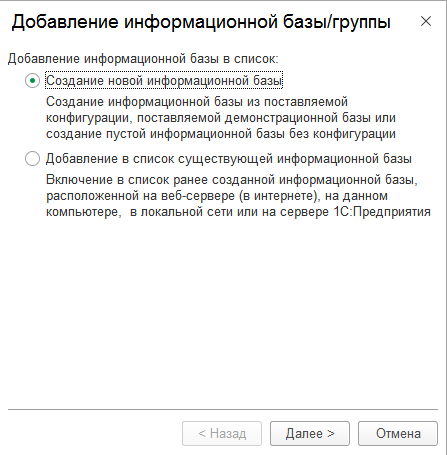 Добавление информационной базы/группы
Добавление информационной базы в список:
Создание новой информационной базы
Создание информационной базы из поставляемой
конфигурации, поставляемой демонстрационной базы или
создание пустой информационной базы без конфигурации
Добавление в список существующей информационной базы
Включение в список ранее созданной информационной базы,
расположенной на веб-сервере (в интернете), на данном
компьютере, в локальной сети или на сервере 1С:Предприятия
< Назад
Далее >
Отмена